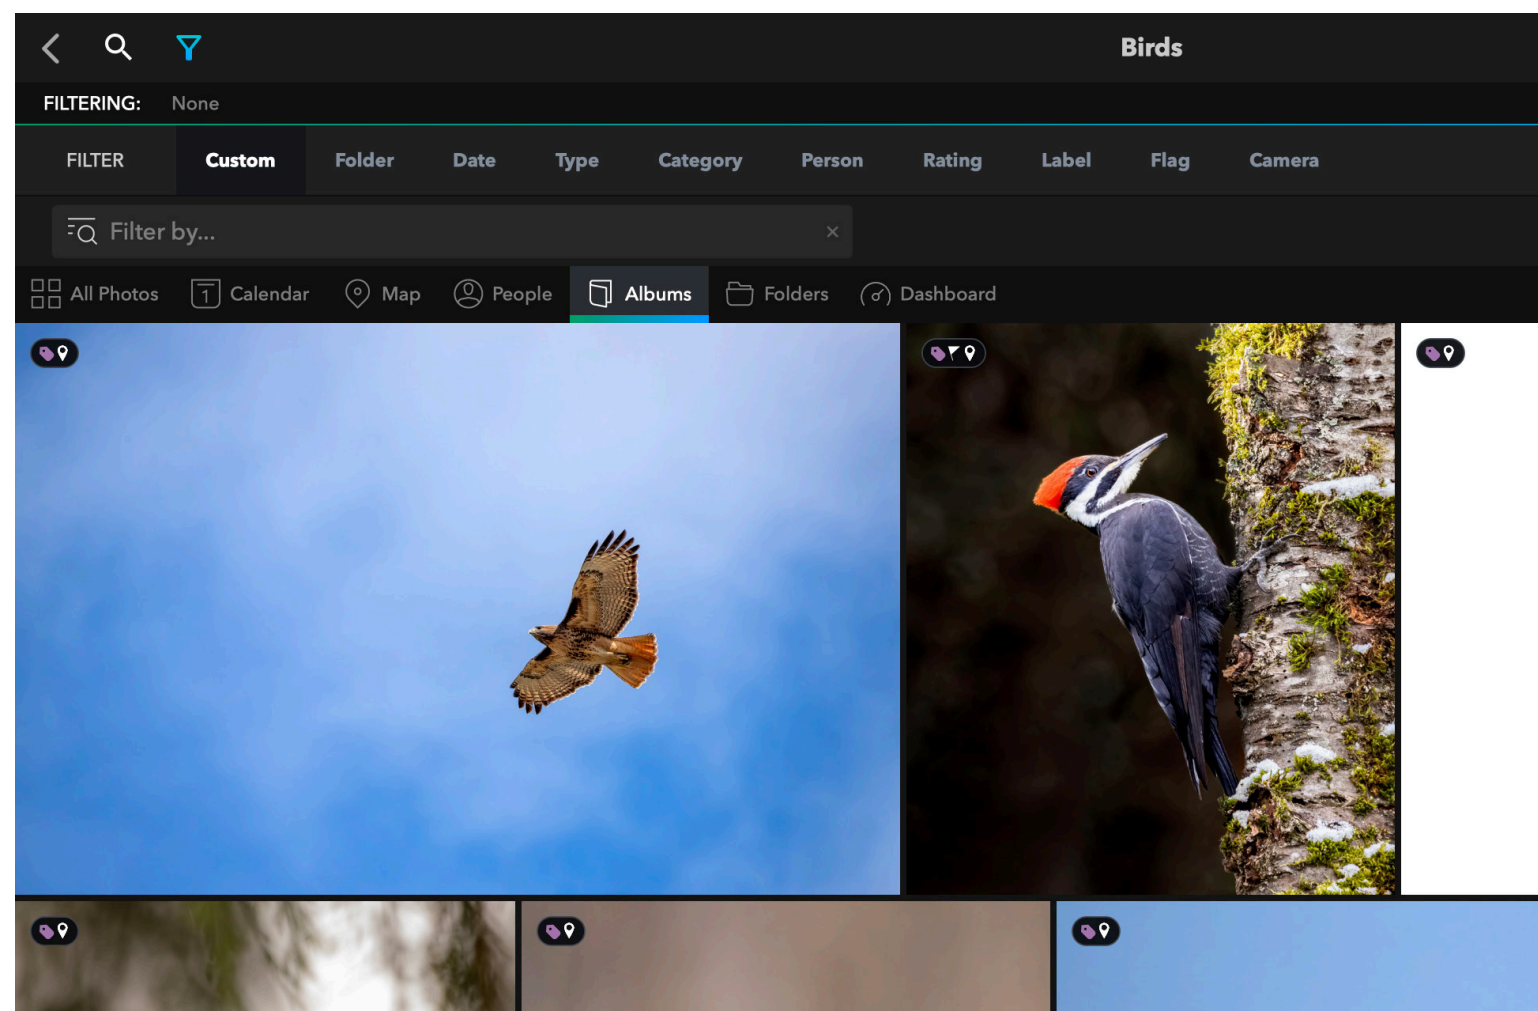 Birds
FILTERING: None
FILTER Custom Folder Date Type Category Person Rating Label Flag Camera
Filter by...
All Photos 1 Calendar Map People Albums Folders Dashboard